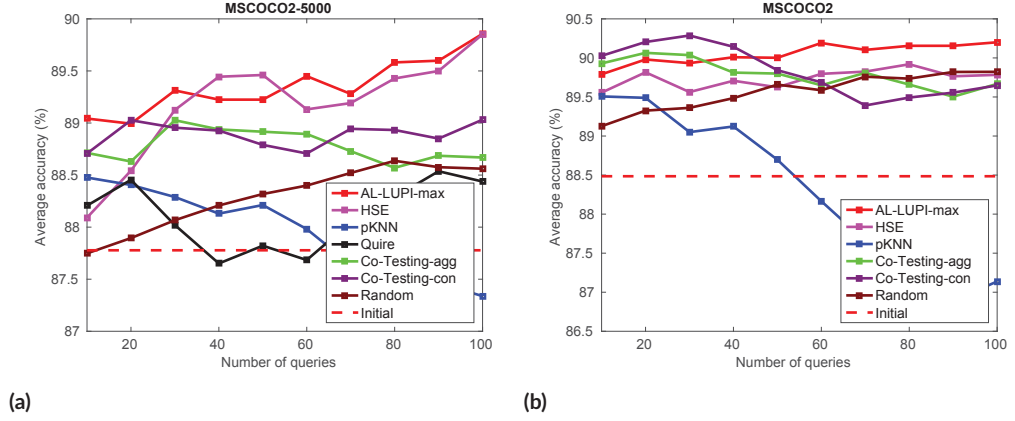 MSCOCO2-5000
90
89.5
89
88.5
88
87.5
87
Average accuracy (%)
20
40
60
80
100
Number of queries
AL-LUPI-max
HSE
pKNN
Quire
Co-Testing-agg
Co-Testing-con
Random
Initial
(a)
MSCOCO2
90.5
90
89.5
89
88.5
88
87.5
87
86.5
Average accuracy (%)
20
40
60
80
100
Number of queries
AL-LUPI-max
HSE
pKNN
Co-Testing-agg
Co-Testing-con
Random
Initial
(b)